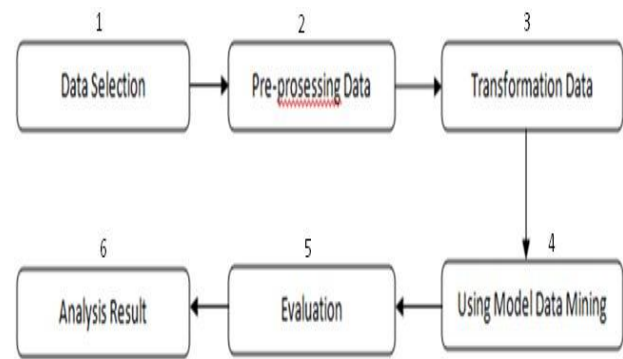 1
Data Selection
2
Pre-prosessing Data
3
Transformation Data
4
Using Model Data Mining
5
Evaluation
6
Analysis Result